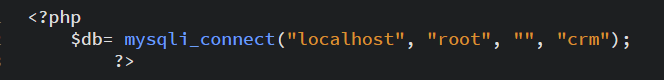 <?php
$db= mysqli_connect("localhost", "root", "", "crm");
?>